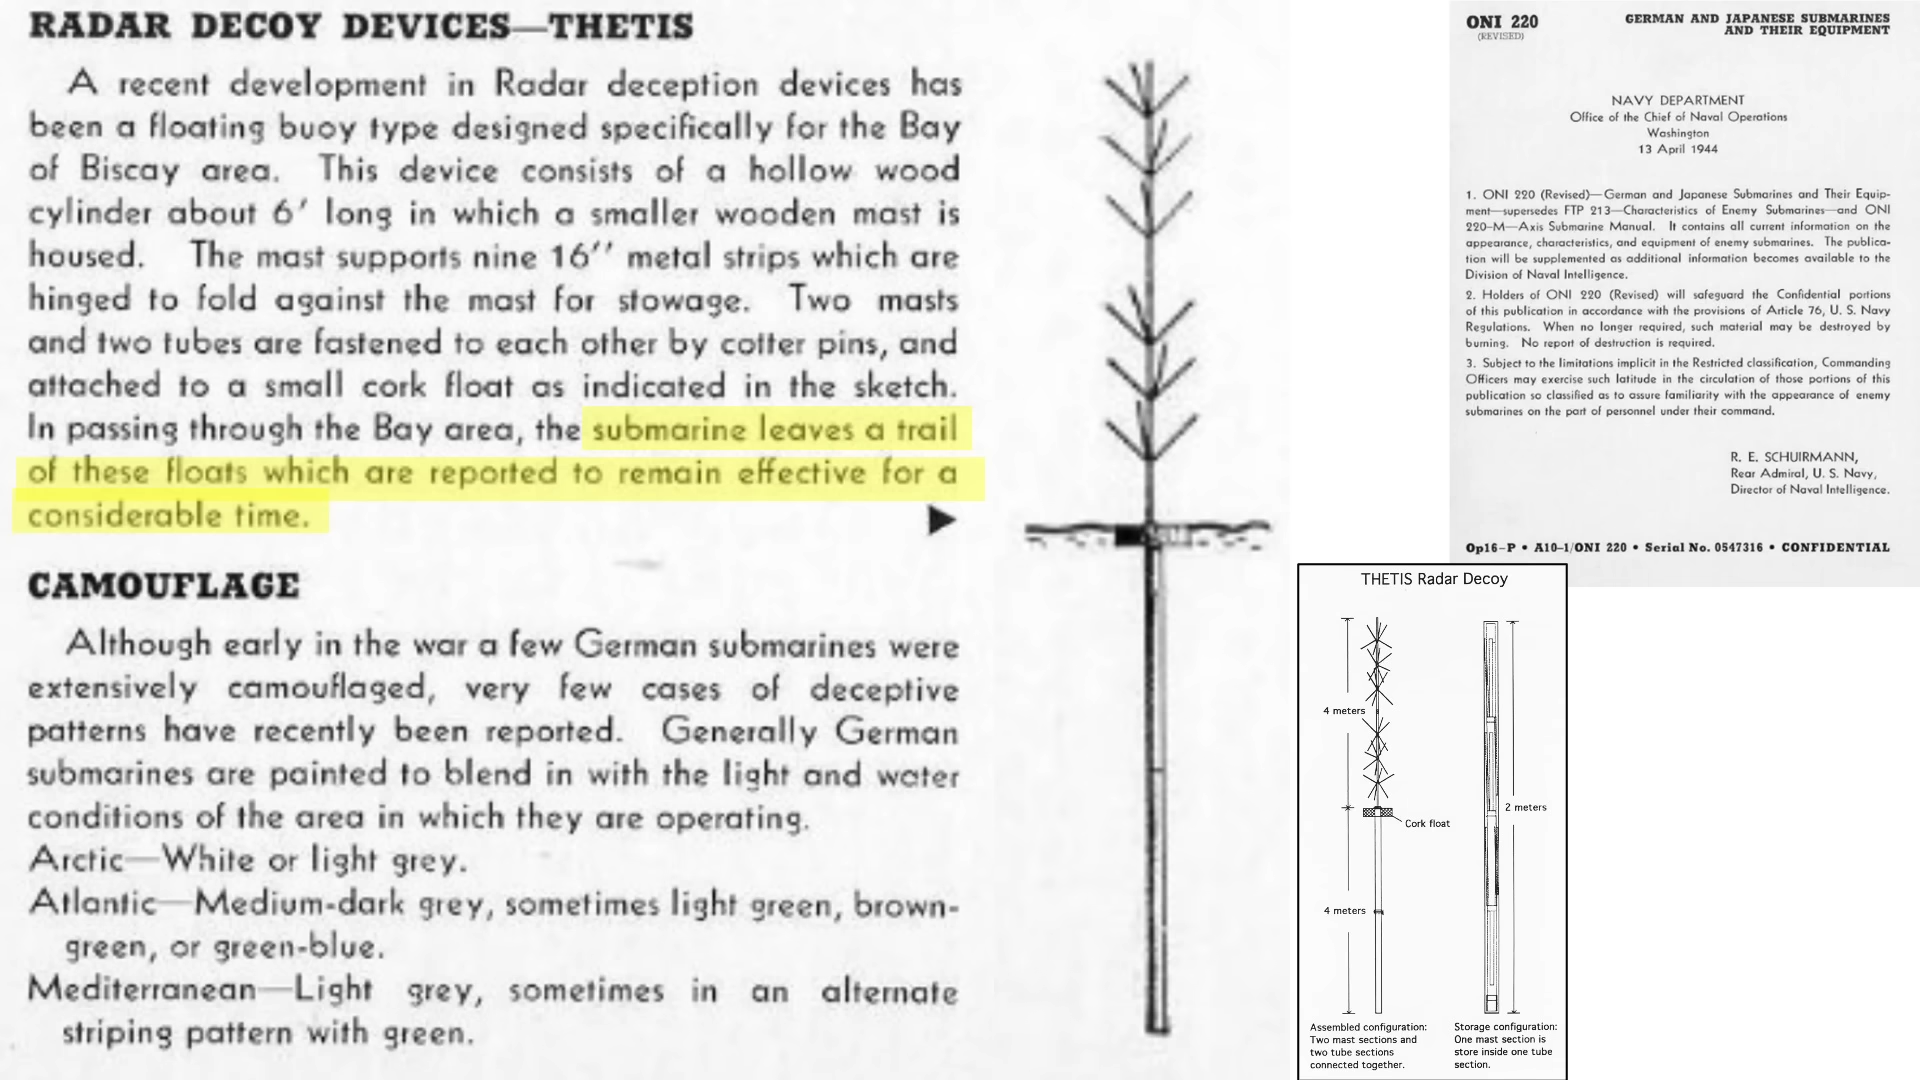 RADAR DECOY DEVICES—THETIS
A recent development in Radar deception devices has
been a floating buoy type designed specifically for the Bay
of Biscay area. This device consists of a hollow wood
cylinder about 6′ long in which a smaller wooden mast is
housed. The mast supports nine 16′′ metal strips which are
hinged to fold against the mast for stowage. Two masts
and two tubes are fastened to each other by cotter pins, and
attached to a small cork float as indicated in the sketch.
In passing through the Bay area, the submarine leaves a trail
of these floats which are reported to remain effective for a
considerable time.
CAMOUFLAGE
Although early in the war a few German submarines were
extensively camouflaged, very few cases of deceptive
patterns have recently been reported. Generally German
submarines are painted to blend in with the light and water
conditions of the area in which they are operating.
Arctic—White or light grey.
Atlantic—Medium-dark grey, sometimes light green, brown-
green, or green-blue.
Mediterranean—Light grey, sometimes in an alternate
striping pattern with green.
ONI 220
(REVISED)
GERMAN AND JAPANESE SUBMARINES
AND THEIR EQUIPMENT
NAVY DEPARTMENT
Office of the Chief of Naval Operations
Washington
13 April 1944
1. ONI 220 (Revised)—German and Japanese Submarines and Their Equip-
ment—supersedes FTP 213—Characteristics of Enemy Submarines—and ONI
220-M—Axis Submarine Manual. It contains all current information on the
appearance, characteristics, and equipment of enemy submarines. The publica-
tion will be supplemented as additional information becomes available to the
Division of Naval Intelligence.
2. Holders of ONI 220 (Revised) will safeguard the Confidential portions
of this publication in accordance with the provisions of Article 76, U. S. Navy
Regulations. When no longer required, such material may be destroyed by
burning. No report of destruction is required.
3. Subject to the limitations implicit in the Restricted classification, Commanding
Officers may exercise such latitude in the circulation of those portions of this
publication so classified as to assure familiarity with the appearance of enemy
submarines on the part of personnel under their command.
R. E. SCHUIRMANN,
Rear Admiral, U. S. Navy,
Director of Naval Intelligence.
Op16-P • A10-1/ONI 220 • Serial No. 0547316 • CONFIDENTIAL
THETIS Radar Decoy
4 meters
2 meters
Cork float
4 meters
Assembled configuration:
Two mast sections and
two tube sections
connected together.
Storage configuration:
One mast section is
store inside one tube
section.